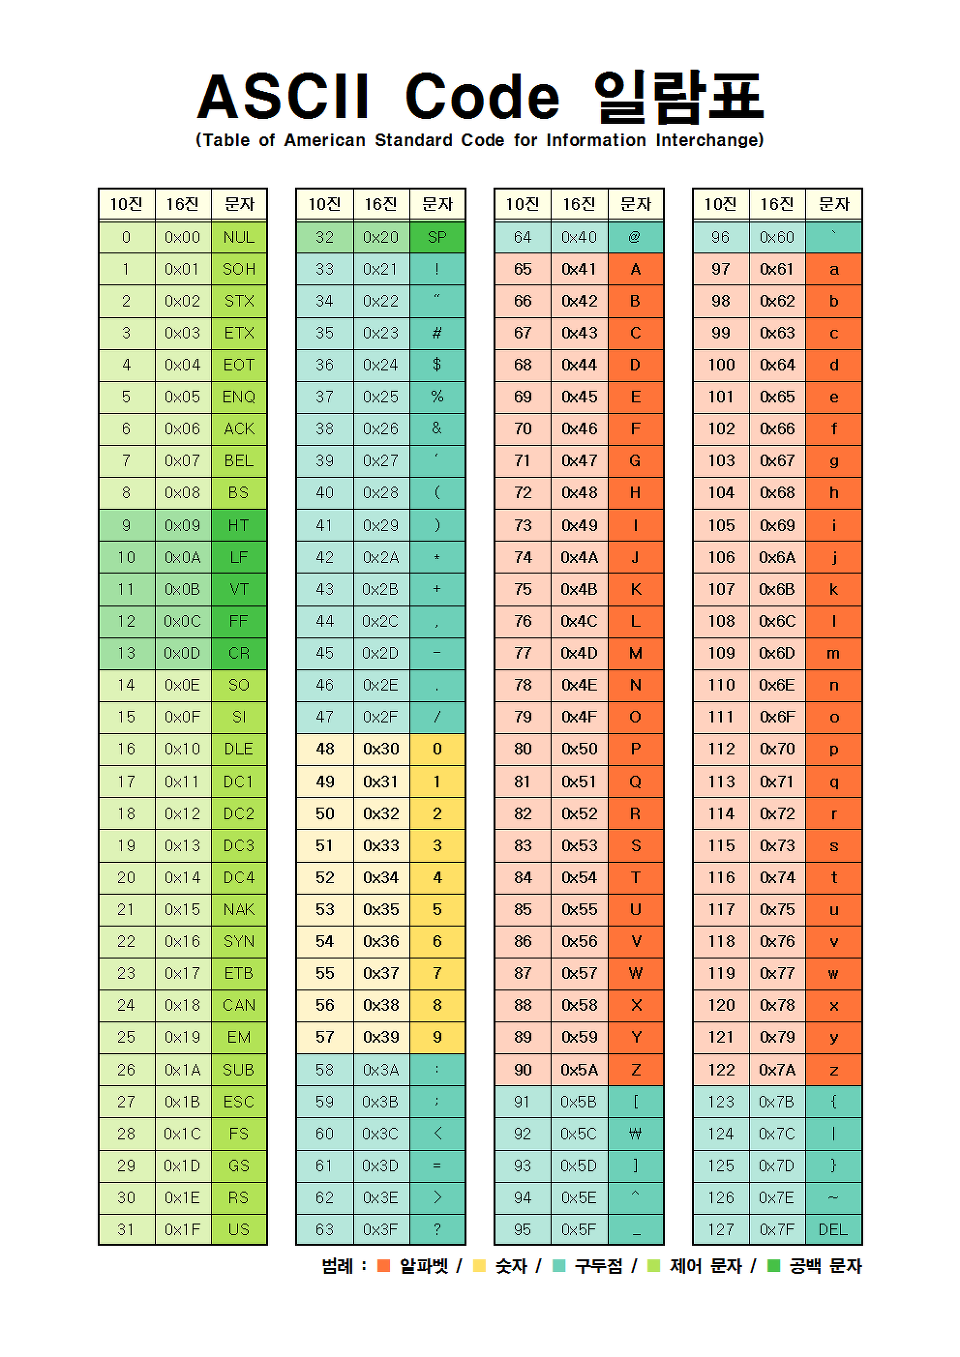 ASCII Code 일람표
(Table of American Standard Code for Information Interchange)
10진 16진 문자 10진 16진 문자 10진 16진 문자 10진 16진 문자
0 0x00 NUL 32 0x20 SP 64 0x40 @ 96 0x60 `
1 0x01 SOH 33 0x21 ! 65 0x41 A 97 0x61 a
2 0x02 STX 34 0x22 " 66 0x42 B 98 0x62 b
3 0x03 ETX 35 0x23 # 67 0x43 C 99 0x63 c
4 0x04 EOT 36 0x24 $ 68 0x44 D 100 0x64 d
5 0x05 ENQ 37 0x25 % 69 0x45 E 101 0x65 e
6 0x06 ACK 38 0x26 & 70 0x46 F 102 0x66 f
7 0x07 BEL 39 0x27 ' 71 0x47 G 103 0x67 g
8 0x08 BS 40 0x28 ( 72 0x48 H 104 0x68 h
9 0x09 HT 41 0x29 ) 73 0x49 I 105 0x69 i
10 0x0A LF 42 0x2A * 74 0x4A J 106 0x6A j
11 0x0B VT 43 0x2B + 75 0x4B K 107 0x6B k
12 0x0C FF 44 0x2C , 76 0x4C L 108 0x6C l
13 0x0D CR 45 0x2D - 77 0x4D M 109 0x6D m
14 0x0E SO 46 0x2E . 78 0x4E N 110 0x6E n
15 0x0F SI 47 0x2F / 79 0x4F O 111 0x6F o
16 0x10 DLE 48 0x30 0 80 0x50 P 112 0x70 p
17 0x11 DC1 49 0x31 1 81 0x51 Q 113 0x71 q
18 0x12 DC2 50 0x32 2 82 0x52 R 114 0x72 r
19 0x13 DC3 51 0x33 3 83 0x53 S 115 0x73 s
20 0x14 DC4 52 0x34 4 84 0x54 T 116 0x74 t
21 0x15 NAK 53 0x35 5 85 0x55 U 117 0x75 u
22 0x16 SYN 54 0x36 6 86 0x56 V 118 0x76 v
23 0x17 ETB 55 0x37 7 87 0x57 W 119 0x77 w
24 0x18 CAN 56 0x38 8 88 0x58 X 120 0x78 x
25 0x19 EM 57 0x39 9 89 0x59 Y 121 0x79 y
26 0x1A SUB 58 0x3A : 90 0x5A Z 122 0x7A z
27 0x1B ESC 59 0x3B ; 91 0x5B [ 123 0x7B {
28 0x1C FS 60 0x3C < 92 0x5C ₩ 124 0x7C |
29 0x1D GS 61 0x3D = 93 0x5D ] 125 0x7D }
30 0x1E RS 62 0x3E > 94 0x5E ^ 126 0x7E ~
31 0x1F US 63 0x3F ? 95 0x5F _ 127 0x7F DEL
범례 : ■ 알파벳 / ■ 숫자 / ■ 구두점 / ■ 제어 문자 / ■ 공백 문자